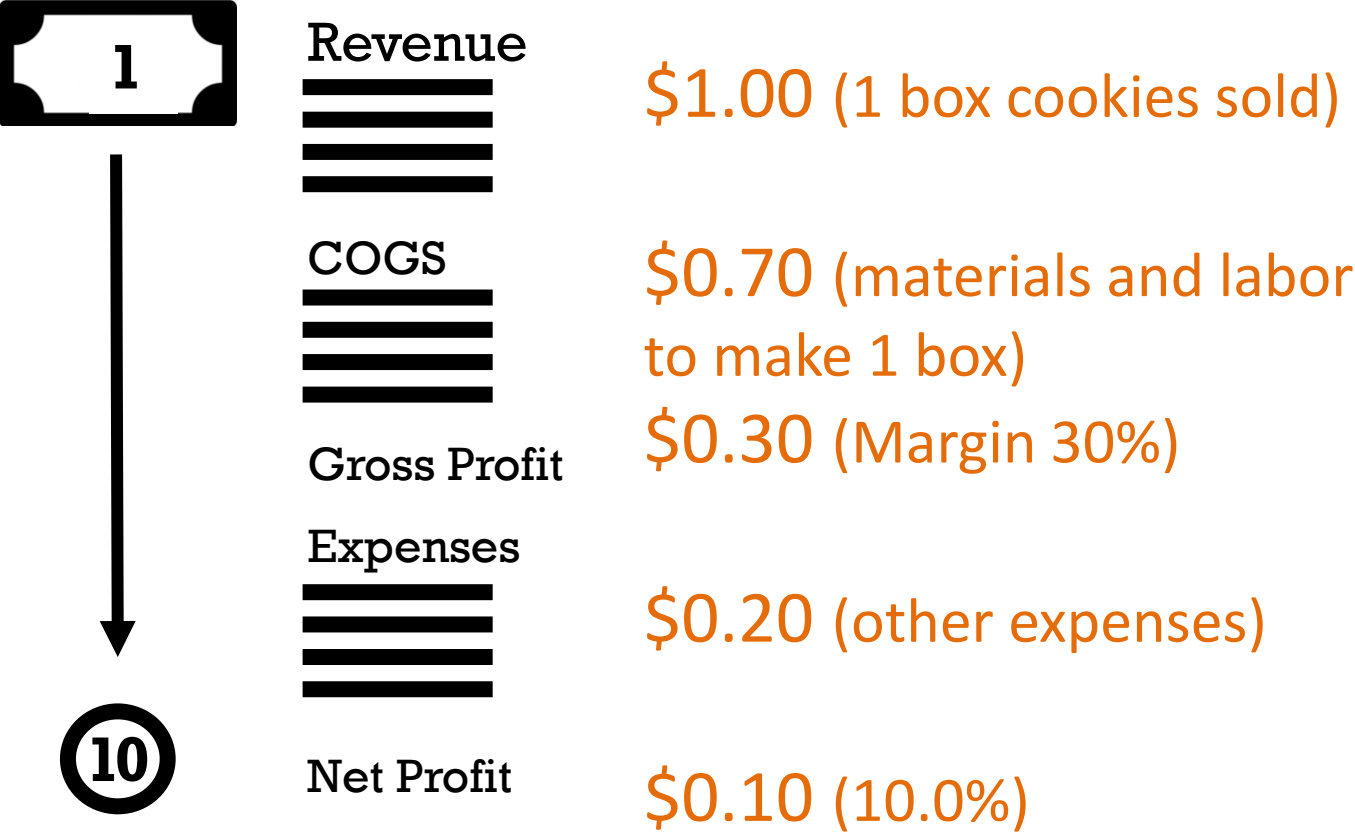 1
Revenue
$1.00 (1 box cookies sold)
COGS
$0.70 (materials and labor
to make 1 box)
Gross Profit
$0.30 (Margin 30%)
Expenses
$0.20 (other expenses)
10
Net Profit
$0.10 (10.0%)